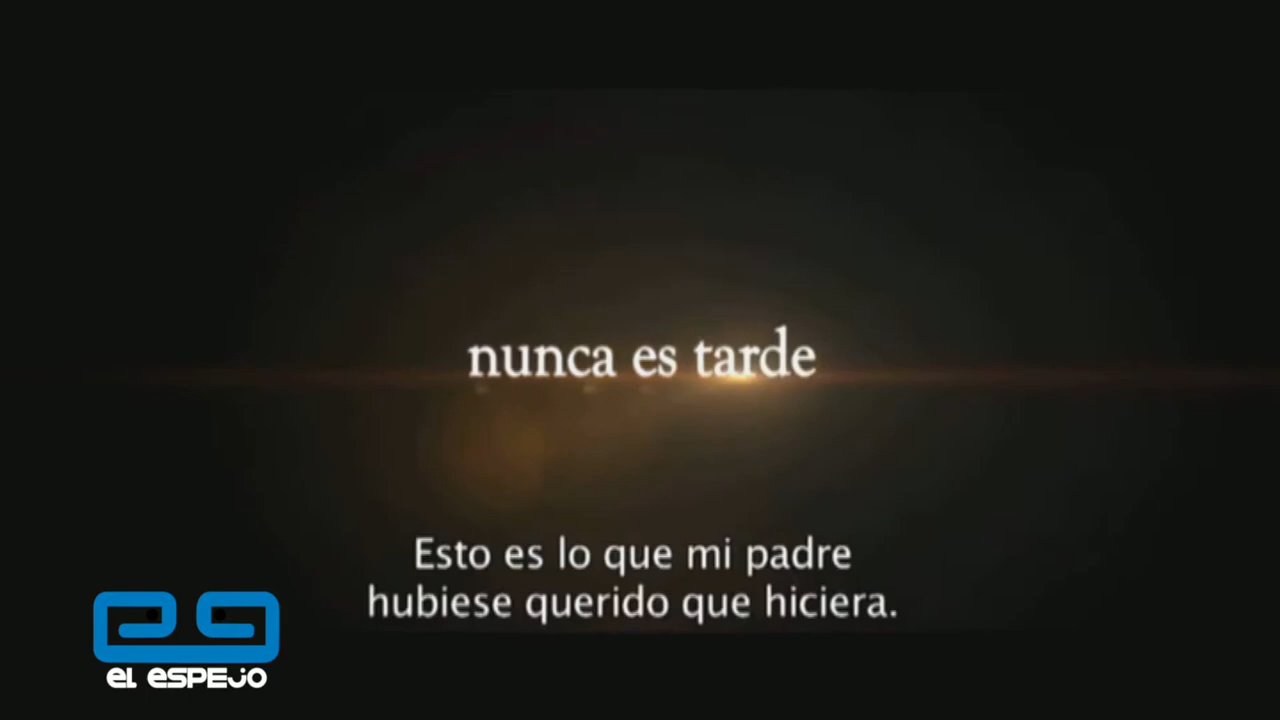 nunca es tarde
Esto es lo que mi padre
hubiese querido que hiciera.
EL ESPEJO